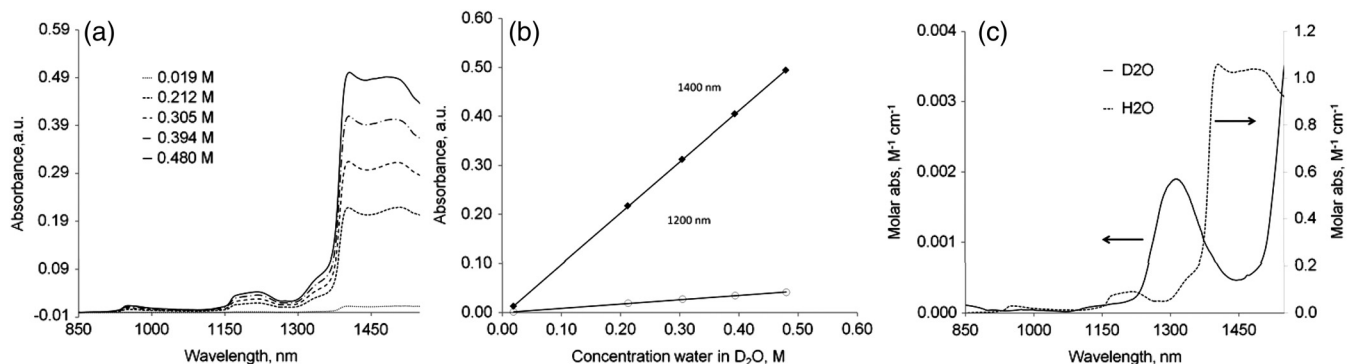 (a)
0.59
0.49
0.39
0.29
0.19
0.09
-0.01
Absorbance,a.u.
0.019 M
0.212 M
0.305 M
0.394 M
0.480 M
850 1000 1150 1300 1450
Wavelength, nm
(b)
0.60
0.50
0.40
0.30
0.20
0.10
0.00
Absorbance, a.u.
1400 nm
1200 nm
0.00 0.10 0.20 0.30 0.40 0.50 0.60
Concentration water in D₂O, M
(c)
0.004
0.003
0.002
0.001
0.000
Molar abs, M⁻¹ cm⁻¹
D2O
H2O
1.2
1.0
0.8
0.6
0.4
0.2
0.0
Molar abs, M⁻¹ cm⁻¹
850 1000 1150 1300 1450
Wavelength, nm